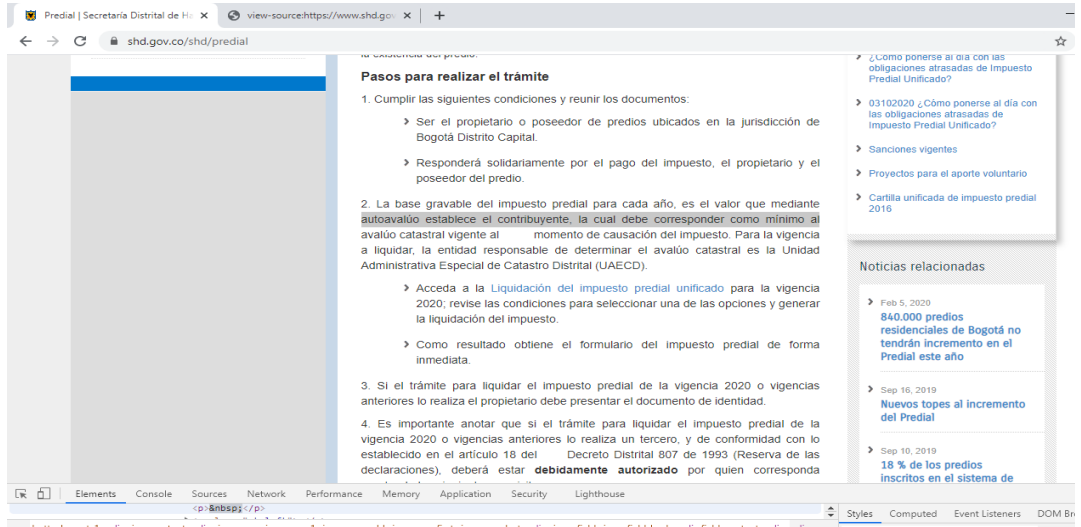 Predial | Secretaría Distrital de Ha
view-source:https://www.shd.gov
shd.gov.co/shd/predial
la existencia del predio.
Pasos para realizar el trámite
1. Cumplir las siguientes condiciones y reunir los documentos:
Ser el propietario o poseedor de predios ubicados en la jurisdicción de
Bogotá Distrito Capital.
Responderá solidariamente por el pago del impuesto, el propietario y el
poseedor del predio.
2. La base gravable del impuesto predial para cada año, es el valor que mediante
autoavalúo establece el contribuyente, la cual debe corresponder como mínimo al
avalúo catastral vigente al momento de causación del impuesto. Para la vigencia
a liquidar, la entidad responsable de determinar el avalúo catastral es la Unidad
Administrativa Especial de Catastro Distrital (UAECD).
Acceda a la Liquidación del impuesto predial unificado para la vigencia
2020; revise las condiciones para seleccionar una de las opciones y generar
la liquidación del impuesto.
Como resultado obtiene el formulario del impuesto predial de forma
inmediata.
3. Si el trámite para liquidar el impuesto predial de la vigencia 2020 o vigencias
anteriores lo realiza el propietario debe presentar el documento de identidad.
4. Es importante anotar que si el trámite para liquidar el impuesto predial de la
vigencia 2020 o vigencias anteriores lo realiza un tercero, y de conformidad con lo
establecido en el artículo 18 del Decreto Distrital 807 de 1993 (Reserva de las
declaraciones), deberá estar debidamente autorizado por quien corresponda
¿Cómo ponerse al día con las
obligaciones atrasadas de Impuesto
Predial Unificado?
03102020 ¿Cómo ponerse al día con
las obligaciones atrasadas de
Impuesto Predial Unificado?
Sanciones vigentes
Proyectos para el aporte voluntario
Cartilla unificada de impuesto predial
2016
Noticias relacionadas
Feb 5, 2020
840.000 predios
residenciales de Bogotá no
tendrán incremento en el
Predial este año
Sep 16, 2019
Nuevos topes al incremento
del Predial
Sep 10, 2019
18 % de los predios
inscritos en el sistema de
Elements Console Sources Network Performance Memory Application Security Lighthouse
<p>&nbsp;</p>
Styles Computed Event Listeners DOM Bre